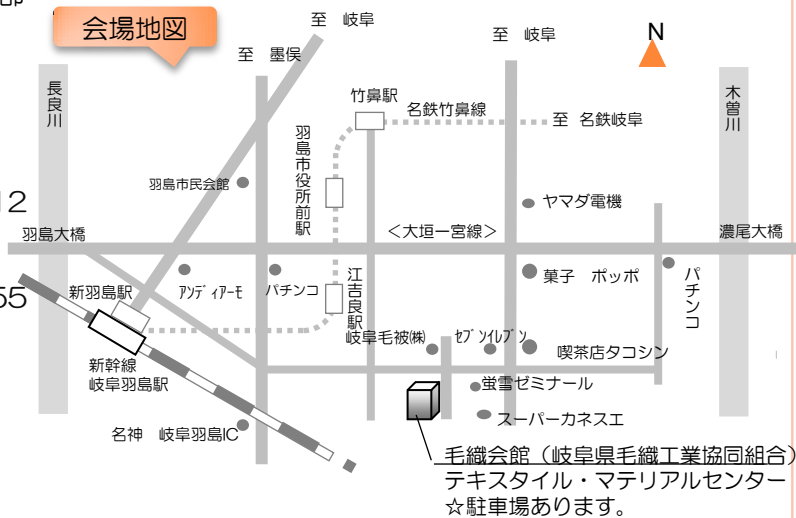 部
会場地図
至 岐阜
至 墨俣
至 岐阜
N
長良川
竹鼻駅
名鉄竹鼻線
至 名鉄岐阜
木曽川
羽島市役所前駅
羽島市民会館
ヤマダ電機
12
羽島大橋
<大垣一宮線>
濃尾大橋
55
新羽島駅
アンディアーモ
パチンコ
江吉良駅
菓子 ポッポ
パチンコ
岐阜毛被㈱
セブンイレブン
喫茶店タコシン
新幹線
岐阜羽島駅
蛍雪ゼミナール
スーパーカネスエ
名神 岐阜羽島IC
毛織会館（岐阜県毛織工業協同組合）
テキスタイル・マテリアルセンター
☆駐車場あります。